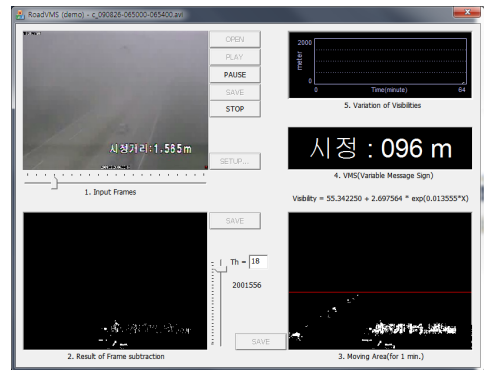 RoadVMS (demo) - c_090826-065000-065400.avi
OPEN
PLAY
PAUSE
SAVE
STOP
SETUP...
시정거리:1.585m
1. Input Frames
2000
meter
0
0 Time(minute) 64
5. Variation of Visibilities
시정 : 096 m
4. VMS(Variable Message Sign)
Visibility = 55.342250 + 2.697564 * exp(0.013555*X)
SAVE
Th = 18
2001556
SAVE
2. Result of Frame subtraction
3. Moving Area(for 1 min.)